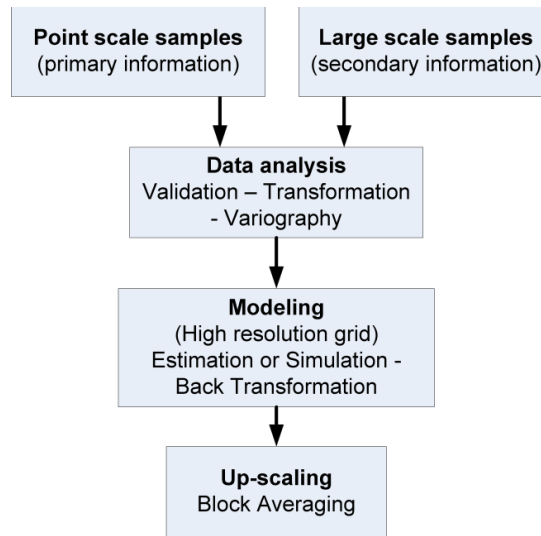 Point scale samples
(primary information)
Large scale samples
(secondary information)
Data analysis
Validation – Transformation
- Variography
Modeling
(High resolution grid)
Estimation or Simulation -
Back Transformation
Up-scaling
Block Averaging